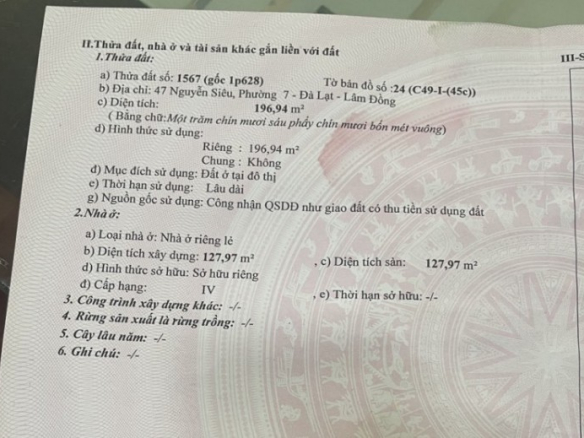 II.Thửa đất, nhà ở và tài sản khác gắn liền với đất
1.Thửa đất:
a) Thửa đất số: 1567 (gốc 1p628) Tờ bản đồ số :24 (C49-I-(45c))
b) Địa chỉ: 47 Nguyễn Siêu, Phường 7 - Đà Lạt - Lâm Đồng
c) Diện tích: 196,94 m²
( Bằng chữ:Một trăm chín mươi sáu phẩy chín mươi bốn mét vuông)
d) Hình thức sử dụng:
Riêng : 196,94 m²
Chung : Không
đ) Mục đích sử dụng: Đất ở tại đô thị
e) Thời hạn sử dụng: Lâu dài
g) Nguồn gốc sử dụng: Công nhận QSDĐ như giao đất có thu tiền sử dụng đất
2.Nhà ở:
a) Loại nhà ở: Nhà ở riêng lẻ
b) Diện tích xây dựng: 127,97 m² , c) Diện tích sàn: 127,97 m²
d) Hình thức sở hữu: Sở hữu riêng
đ) Cấp hạng: IV , e) Thời hạn sở hữu: -/-
3. Công trình xây dựng khác: -/-
4. Rừng sản xuất là rừng trồng: -/-
5. Cây lâu năm: -/-
6. Ghi chú: -/-
III-S